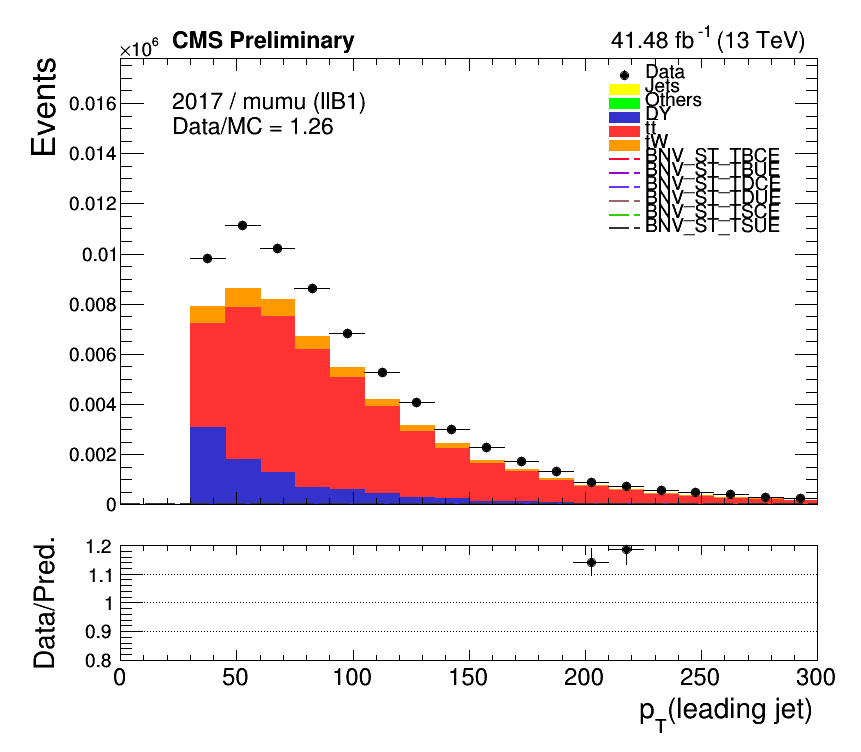 ×10⁶ CMS Preliminary 41.48 fb⁻¹ (13 TeV)
Events
2017 / mumu (llB1)
Data/MC = 1.26
Data
Jets
Others
DY
tt
tW
BNV_ST_TBCE
BNV_ST_TBUE
BNV_ST_TDCE
BNV_ST_TDUE
BNV_ST_TSCE
BNV_ST_TSUE
0.016
0.014
0.012
0.01
0.008
0.006
0.004
0.002
0
Data/Pred.
1.2
1.1
1
0.9
0.8
0 50 100 150 200 250 300
p_T(leading jet)